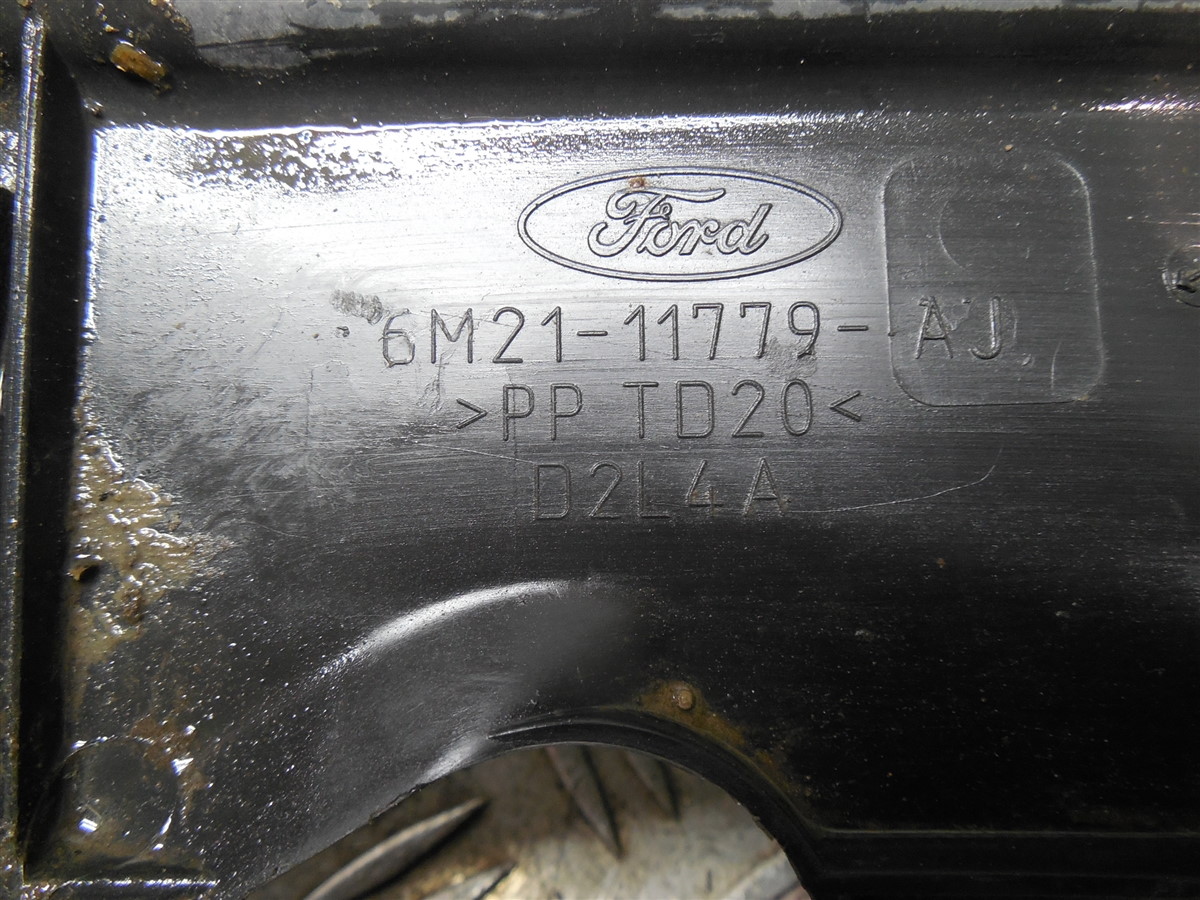 Ford
6M21-11779-AJ
>PP TD20<
D2L4A